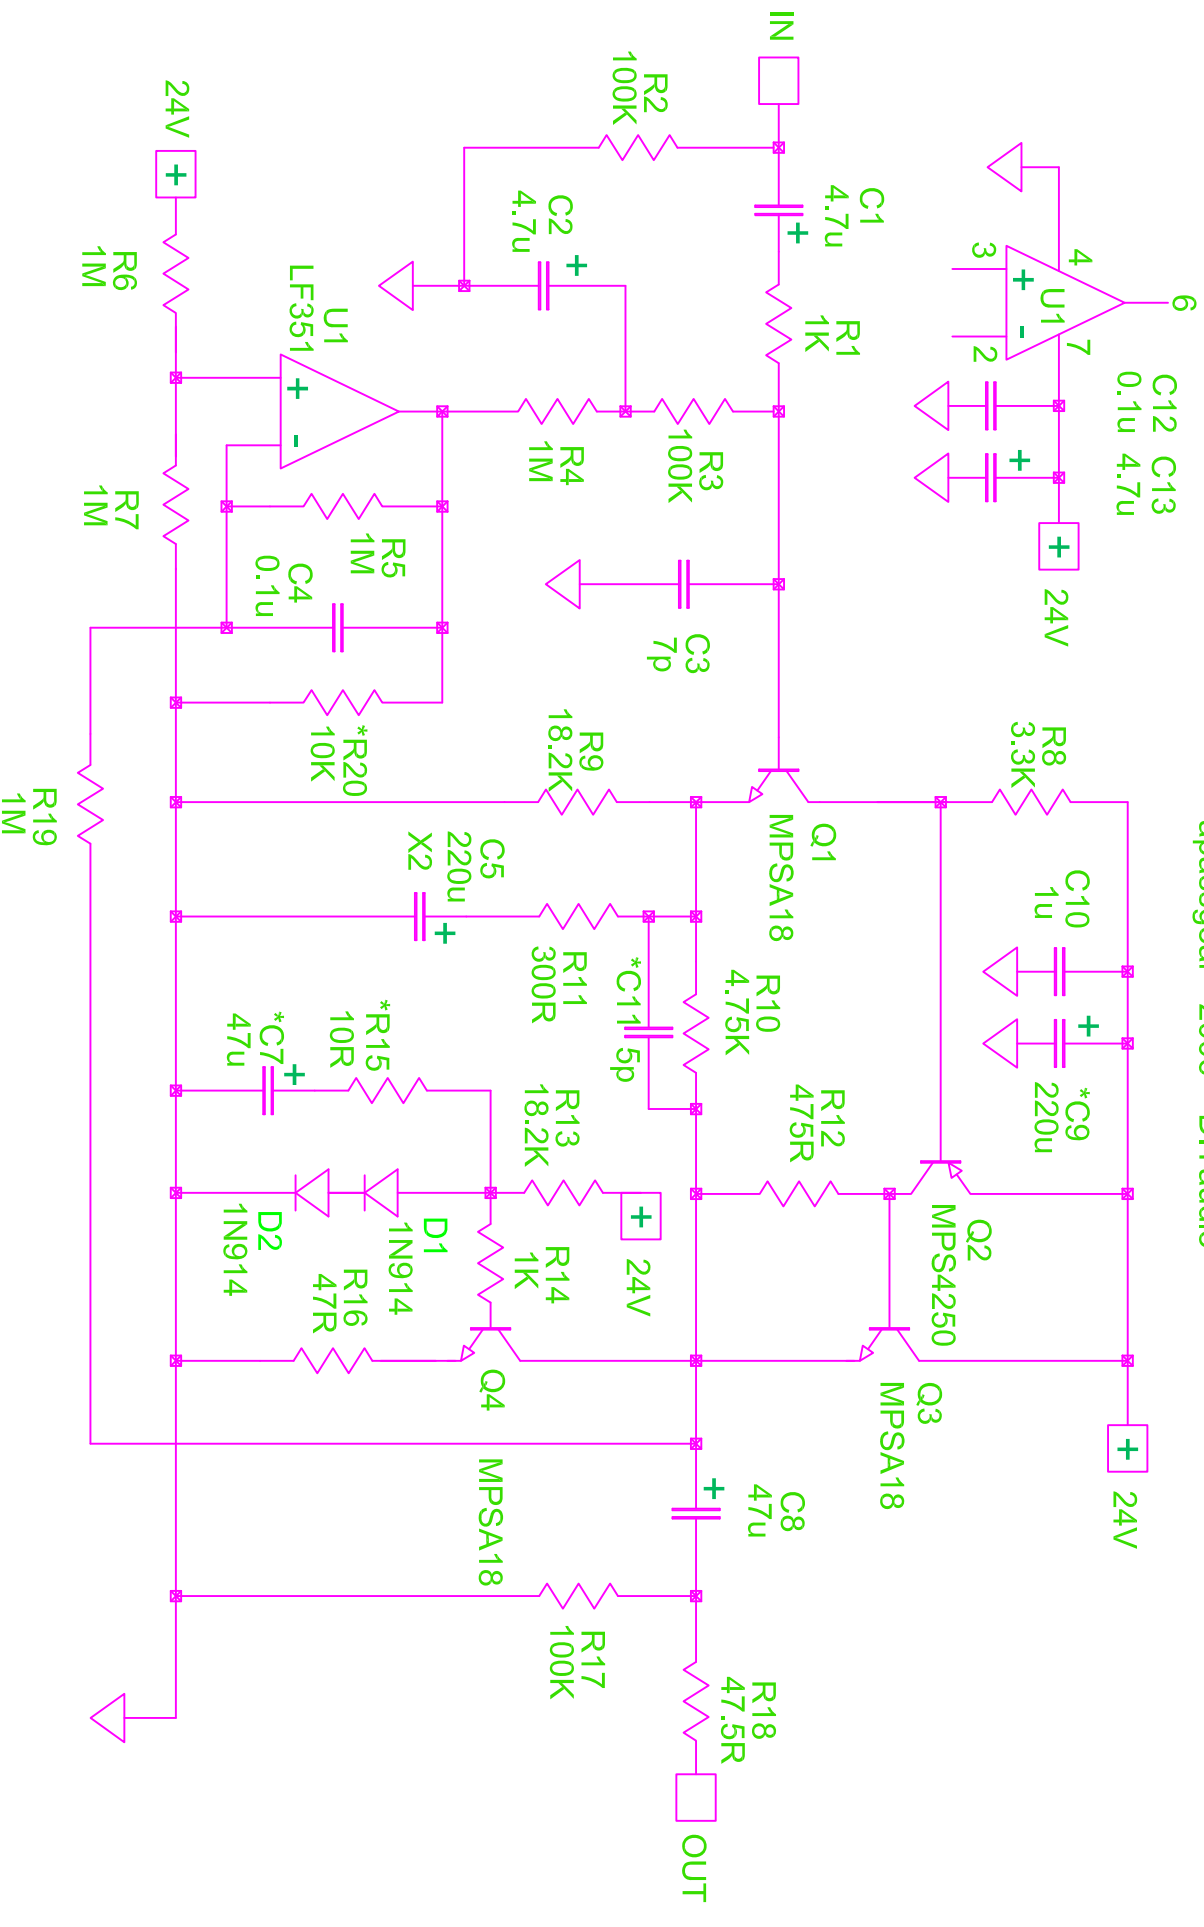 6
C12
C13
0.1u
4.7u
4
7
U1
3
2
24V
R8
3.3K
C10
1u
*C9
220u
24V
IN
C1
4.7u
R1
1K
Q1
MPSA18
Q2
MPS4250
Q3
MPSA18
R2
100K
R3
100K
C3
7p
R10
4.75K
R12
475R
C8
47u
R18
47.5R
OUT
C2
4.7u
R4
1M
R9
18.2K
*C11 5p
R11
300R
24V
R13
18.2K
R14
1K
R17
100K
C5
220u
X2
Q4
MPSA18
U1
LF351
R5
1M
C4
0.1u
*R20
10K
*R15
10R
*C7
47u
D1
1N914
D2
1N914
R16
47R
24V
R6
1M
R7
1M
R19
1M